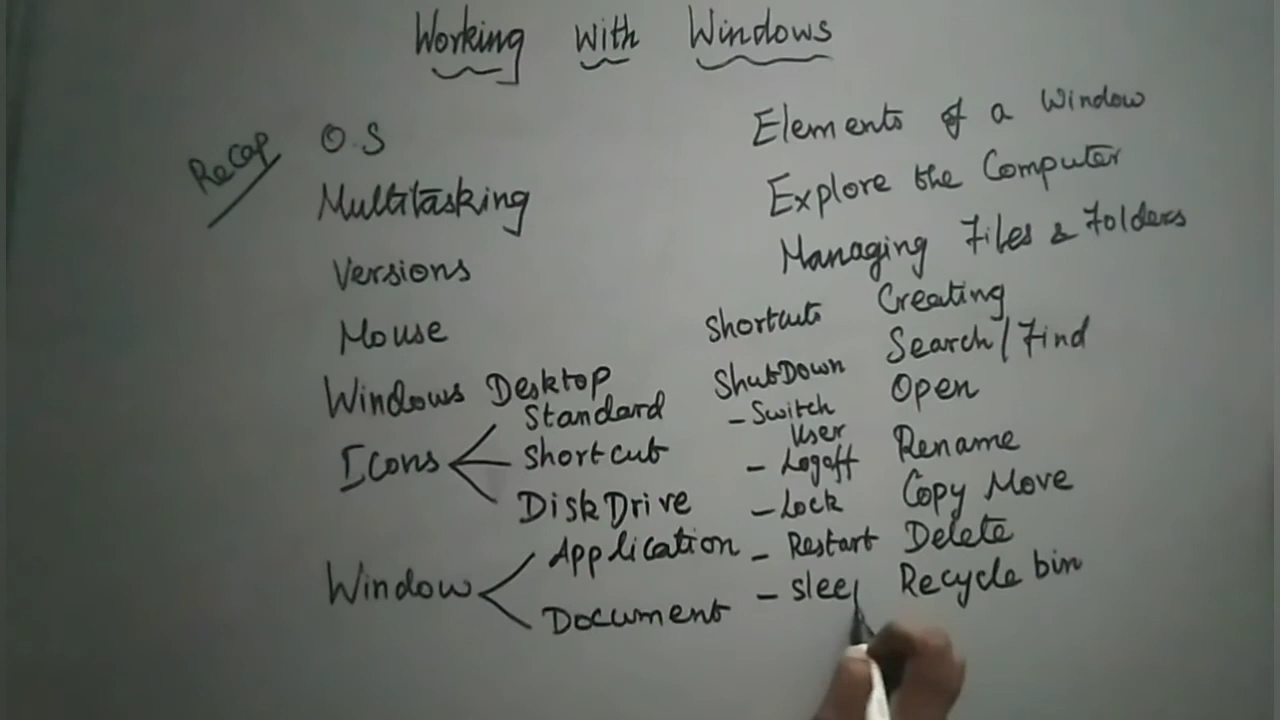 Working With Windows
Recap
O.S
Multitasking
Versions
Mouse
Windows Desktop
Icons
Standard
Shortcut
DiskDrive
Window
Application
Document
Elements of a Window
Explore the Computer
Managing Files & Folders
Creating
Search/Find
Open
Rename
Copy Move
Delete
Recycle bin
Shortcuts
ShutDown
- Switch
User
- Logoff
- Lock
- Restart
- slee